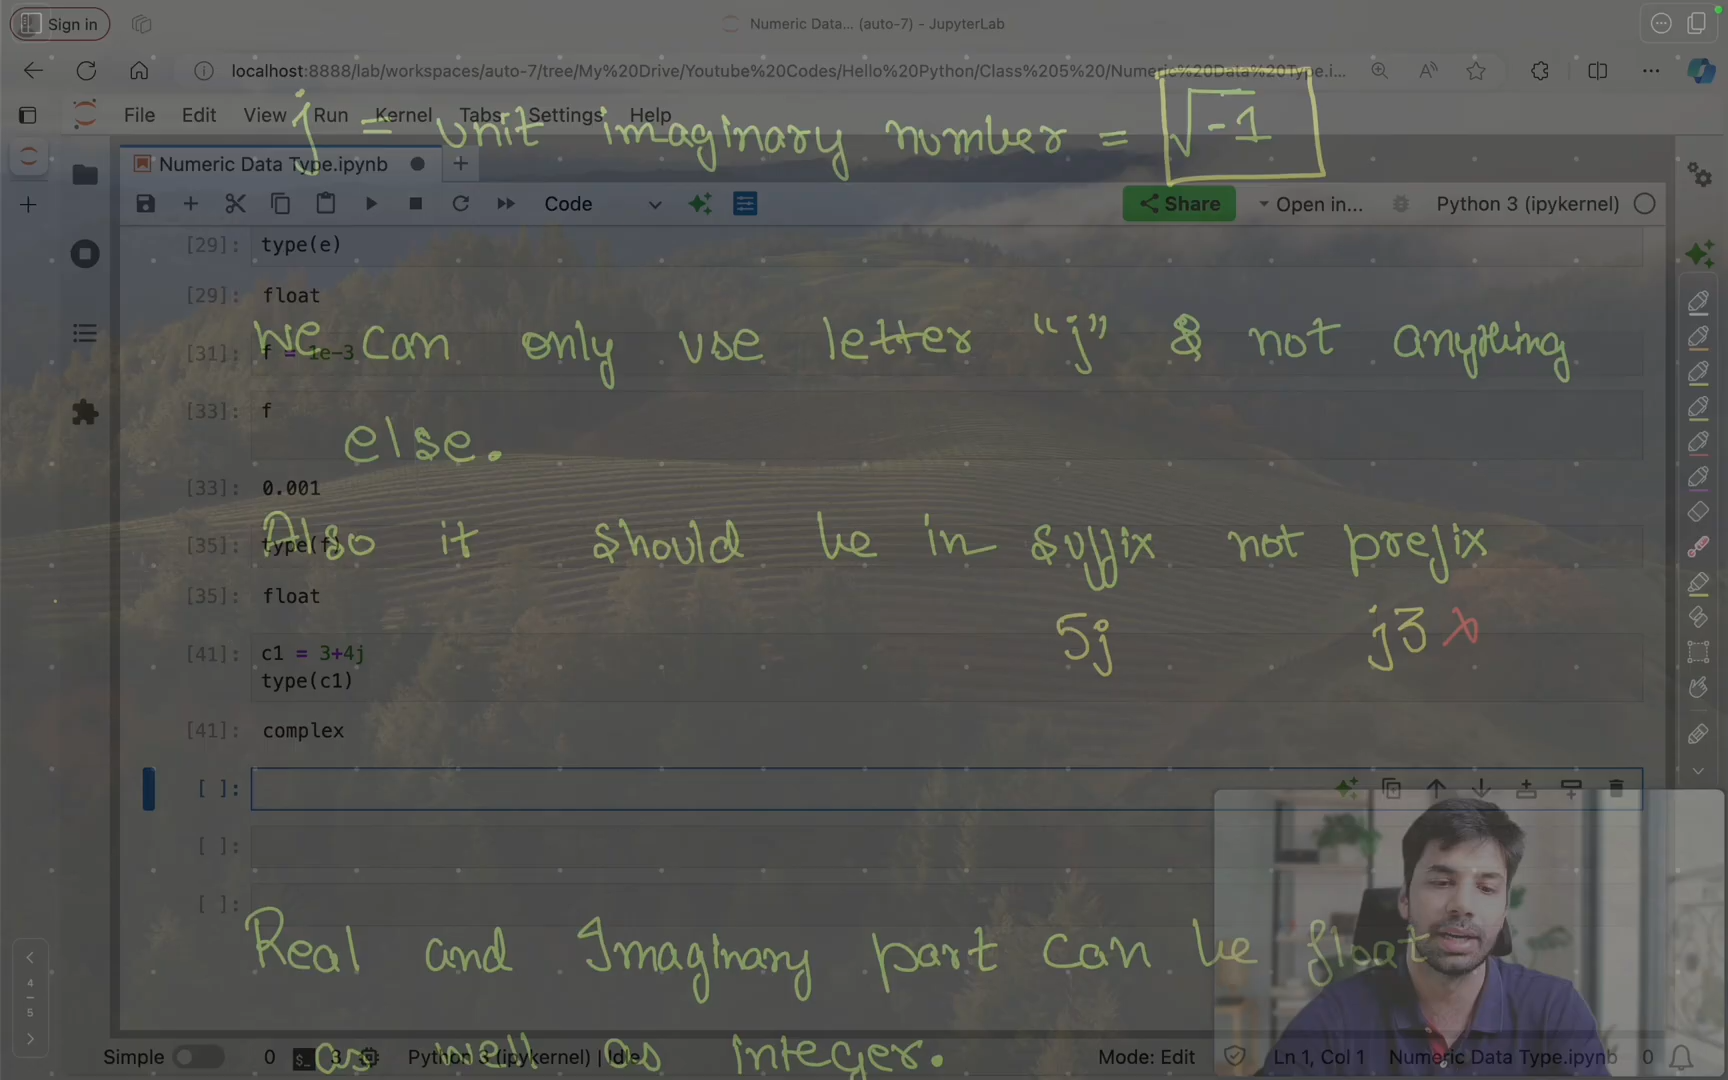 Sign in
Numeric Data... (auto-7) - JupyterLab
localhost:8888/lab/workspaces/auto-7/tree/My%20Drive/Youtube%20Codes/Hello%20Python/Class%205%20/Numeric%20Data%20Type.i...
File Edit View Run Kernel Tabs Settings Help
j = unit imaginary number = √-1
Numeric Data Type.ipynb
Code
Share
Open in...
Python 3 (ipykernel)
[29]: type(e)
[29]: float
We can only use letter "j" & not anything
[31]: f = 1e-3
[33]: f
else.
[33]: 0.001
Also it should be in suffix not prefix
[35]: type(f)
[35]: float
5j j3 x
[41]: c1 = 3+4j
type(c1)
[41]: complex
[ ]:
[ ]:
[ ]:
Real and Imaginary part can be float
as well as integer.
4
5
Simple 0 3 Python 3 (ipykernel) | Idle Mode: Edit Ln 1, Col 1 Numeric Data Type.ipynb 0